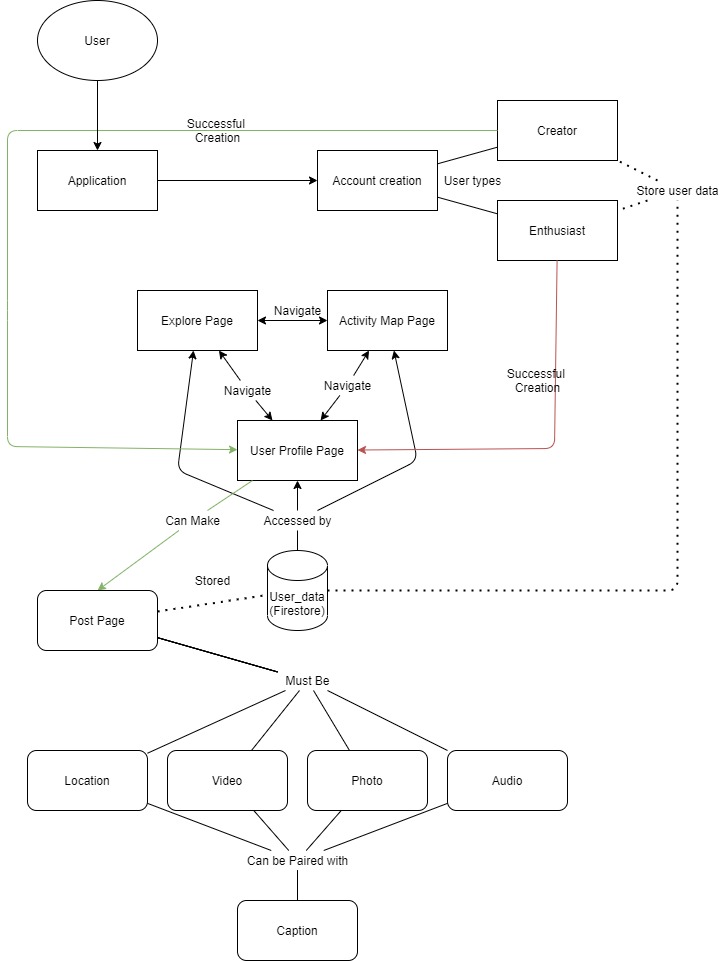 User
Successful
Creation
Creator
Application
Account creation
User types
Store user data
Enthusiast
Explore Page
Navigate
Activity Map Page
Navigate
Navigate
Successful
Creation
User Profile Page
Can Make
Accessed by
Stored
User_data
(Firestore)
Post Page
Must Be
Location
Video
Photo
Audio
Can be Paired with
Caption